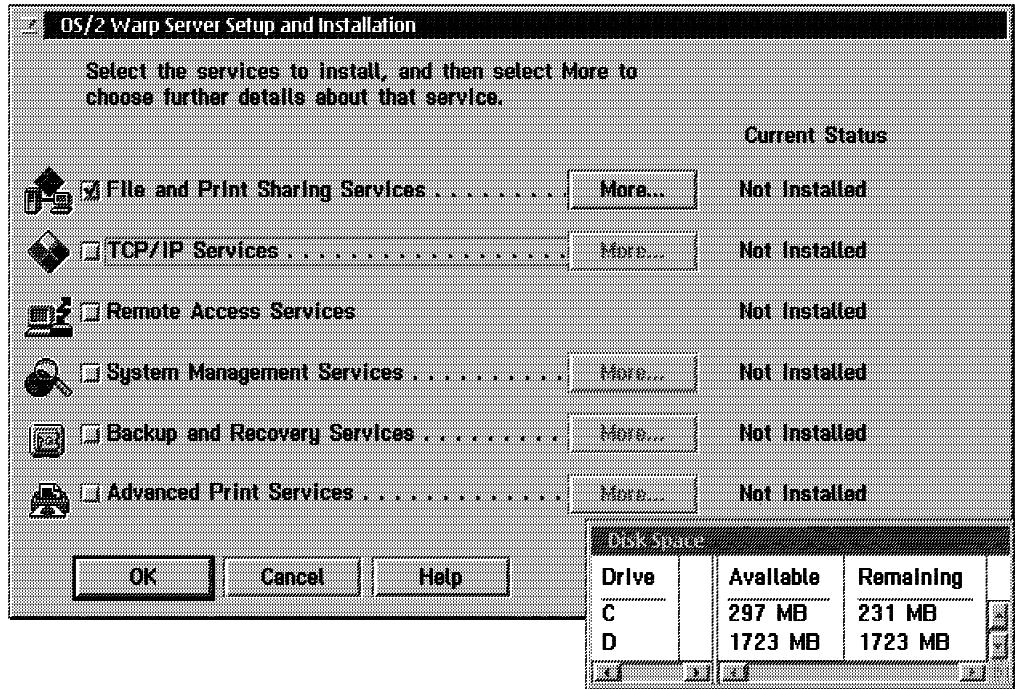 OS/2 Warp Server Setup and Installation
Select the services to install, and then select More to
choose further details about that service.
Current Status
File and Print Sharing Services . . . . . . . . . More... Not Installed
TCP/IP Services . . . . . . . . . . . . . . . . . . More... Not Installed
Remote Access Services Not Installed
System Management Services . . . . . . . . . . More... Not Installed
Backup and Recovery Services . . . . . . . . . More... Not Installed
Advanced Print Services . . . . . . . . . . . . . More... Not Installed
OK Cancel Help
Disk Space
Drive Available Remaining
C 297 MB 231 MB
D 1723 MB 1723 MB